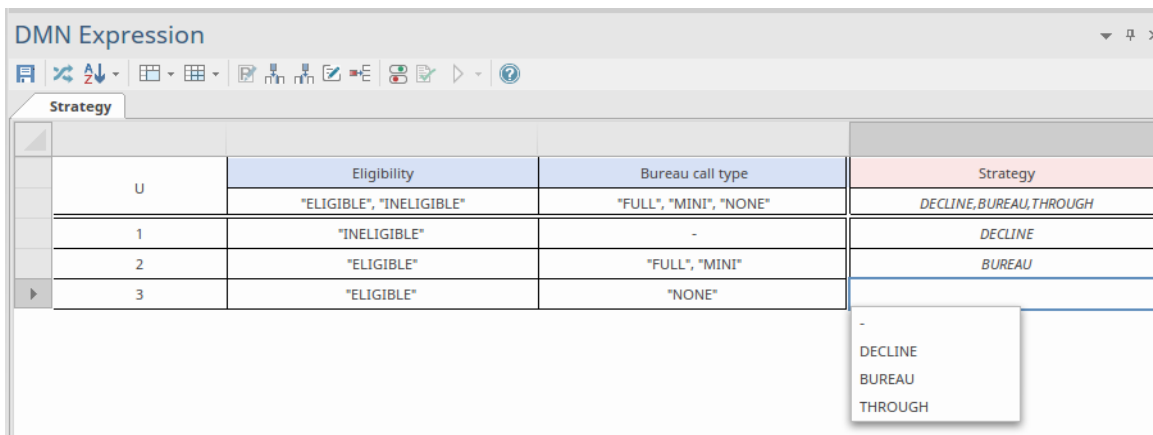 DMN Expression
Strategy
U
Eligibility
Bureau call type
Strategy
"ELIGIBLE", "INELIGIBLE"
"FULL", "MINI", "NONE"
DECLINE,BUREAU,THROUGH
1
"INELIGIBLE"
-
DECLINE
2
"ELIGIBLE"
"FULL", "MINI"
BUREAU
3
"ELIGIBLE"
"NONE"
-
DECLINE
BUREAU
THROUGH